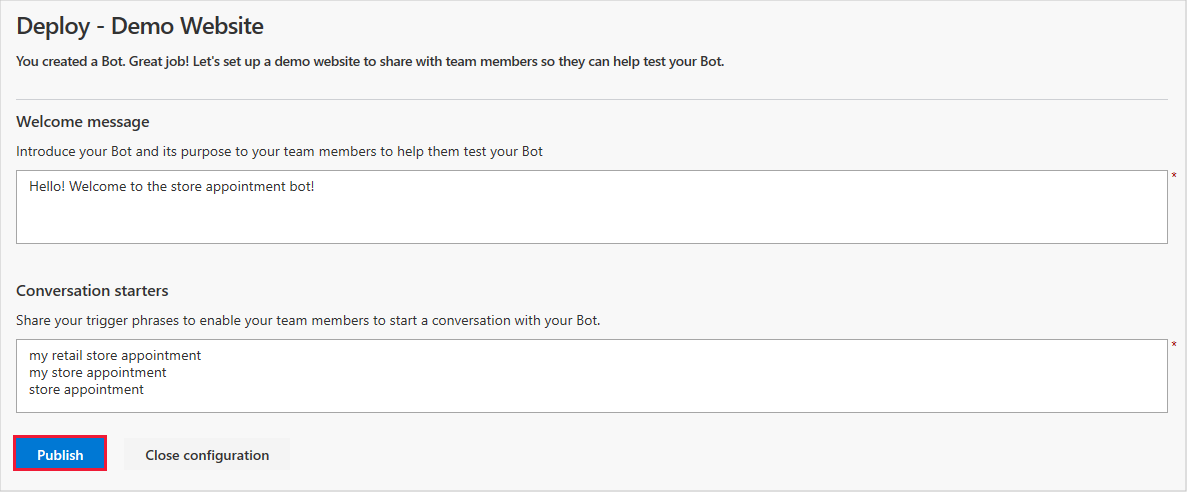 Deploy - Demo Website
You created a Bot. Great job! Let's set up a demo website to share with team members so they can help test your Bot.
Welcome message
Introduce your Bot and its purpose to your team members to help them test your Bot
Hello! Welcome to the store appointment bot!
*
Conversation starters
Share your trigger phrases to enable your team members to start a conversation with your Bot.
my retail store appointment
*
my store appointment
store appointment
Publish Close configuration